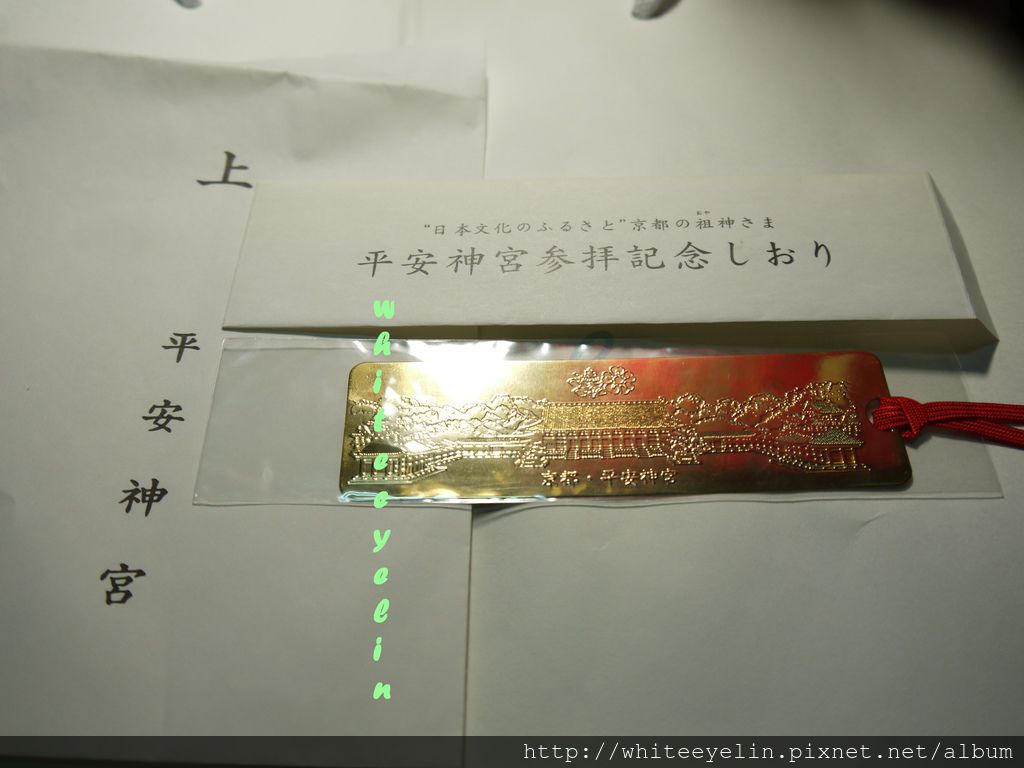 上
平安神宮
“日本文化のふるさと”京都の祖神さま
おや
平安神宮参拝記念しおり
京都・平安神宮
whiteeyelin
http://whiteeyelin.pixnet.net/album